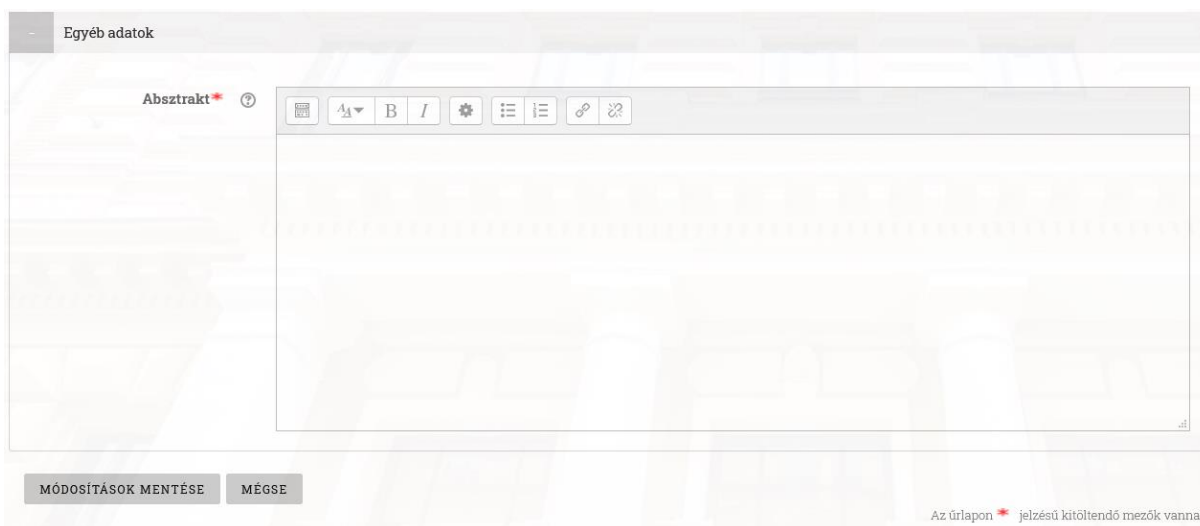 Egyéb adatok
Absztrakt*
B I
MÓDOSÍTÁSOK MENTÉSE MÉGSE
Az űrlapon * jelzésű kitöltendő mezők vanna